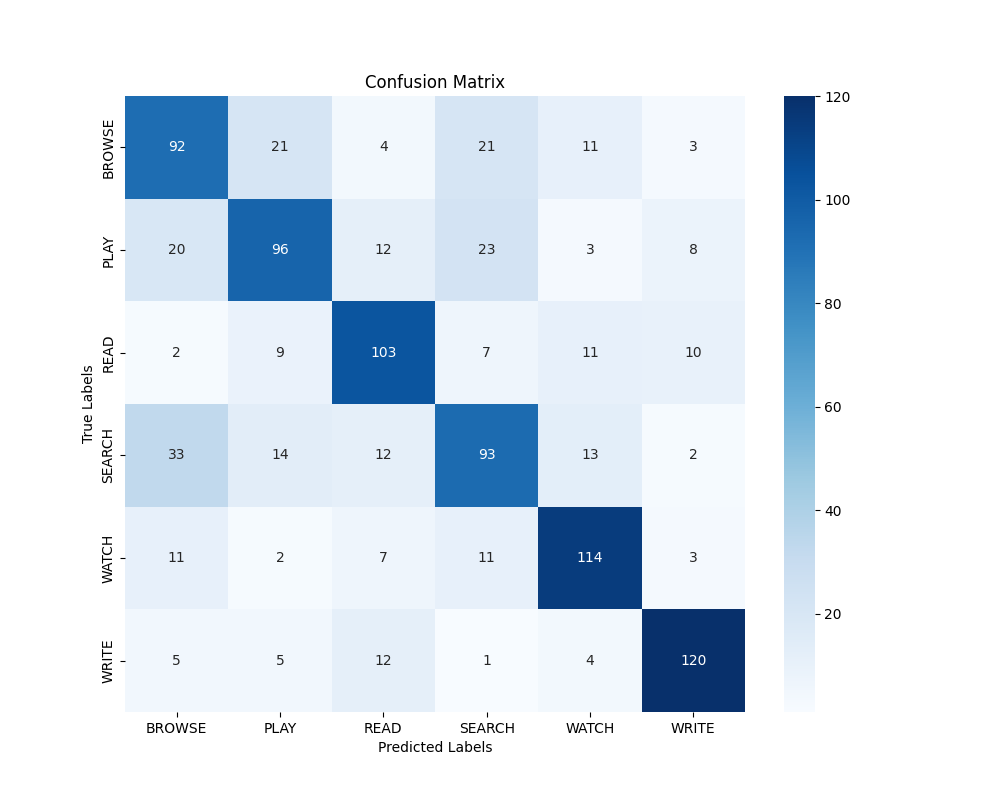 Confusion Matrix
True Labels
BROWSE 92 21 4 21 11 3
PLAY 20 96 12 23 3 8
READ 2 9 103 7 11 10
SEARCH 33 14 12 93 13 2
WATCH 11 2 7 11 114 3
WRITE 5 5 12 1 4 120
BROWSE PLAY READ SEARCH WATCH WRITE
Predicted Labels
120
100
80
60
40
20